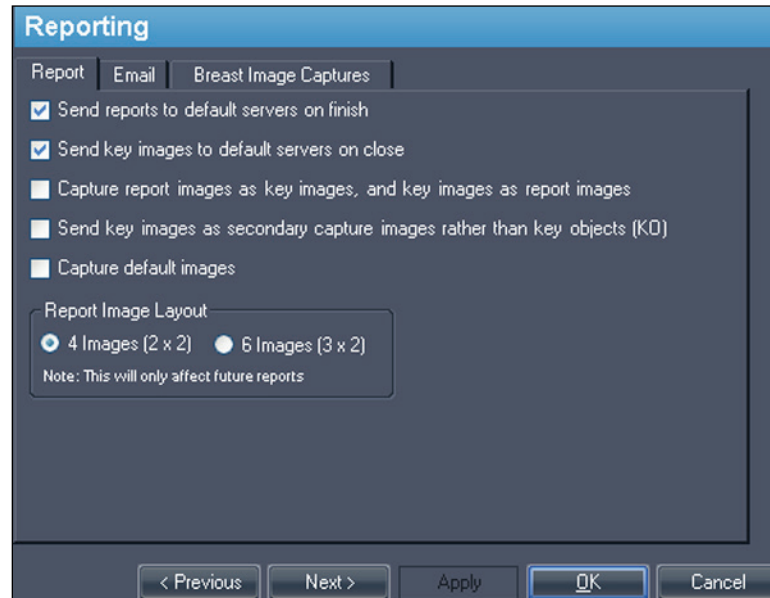 Reporting
Report Email Breast Image Captures
Send reports to default servers on finish
Send key images to default servers on close
Capture report images as key images, and key images as report images
Send key images as secondary capture images rather than key objects (KO)
Capture default images
Report Image Layout
4 Images (2 x 2) 6 Images (3 x 2)
Note: This will only affect future reports
< Previous Next > Apply OK Cancel